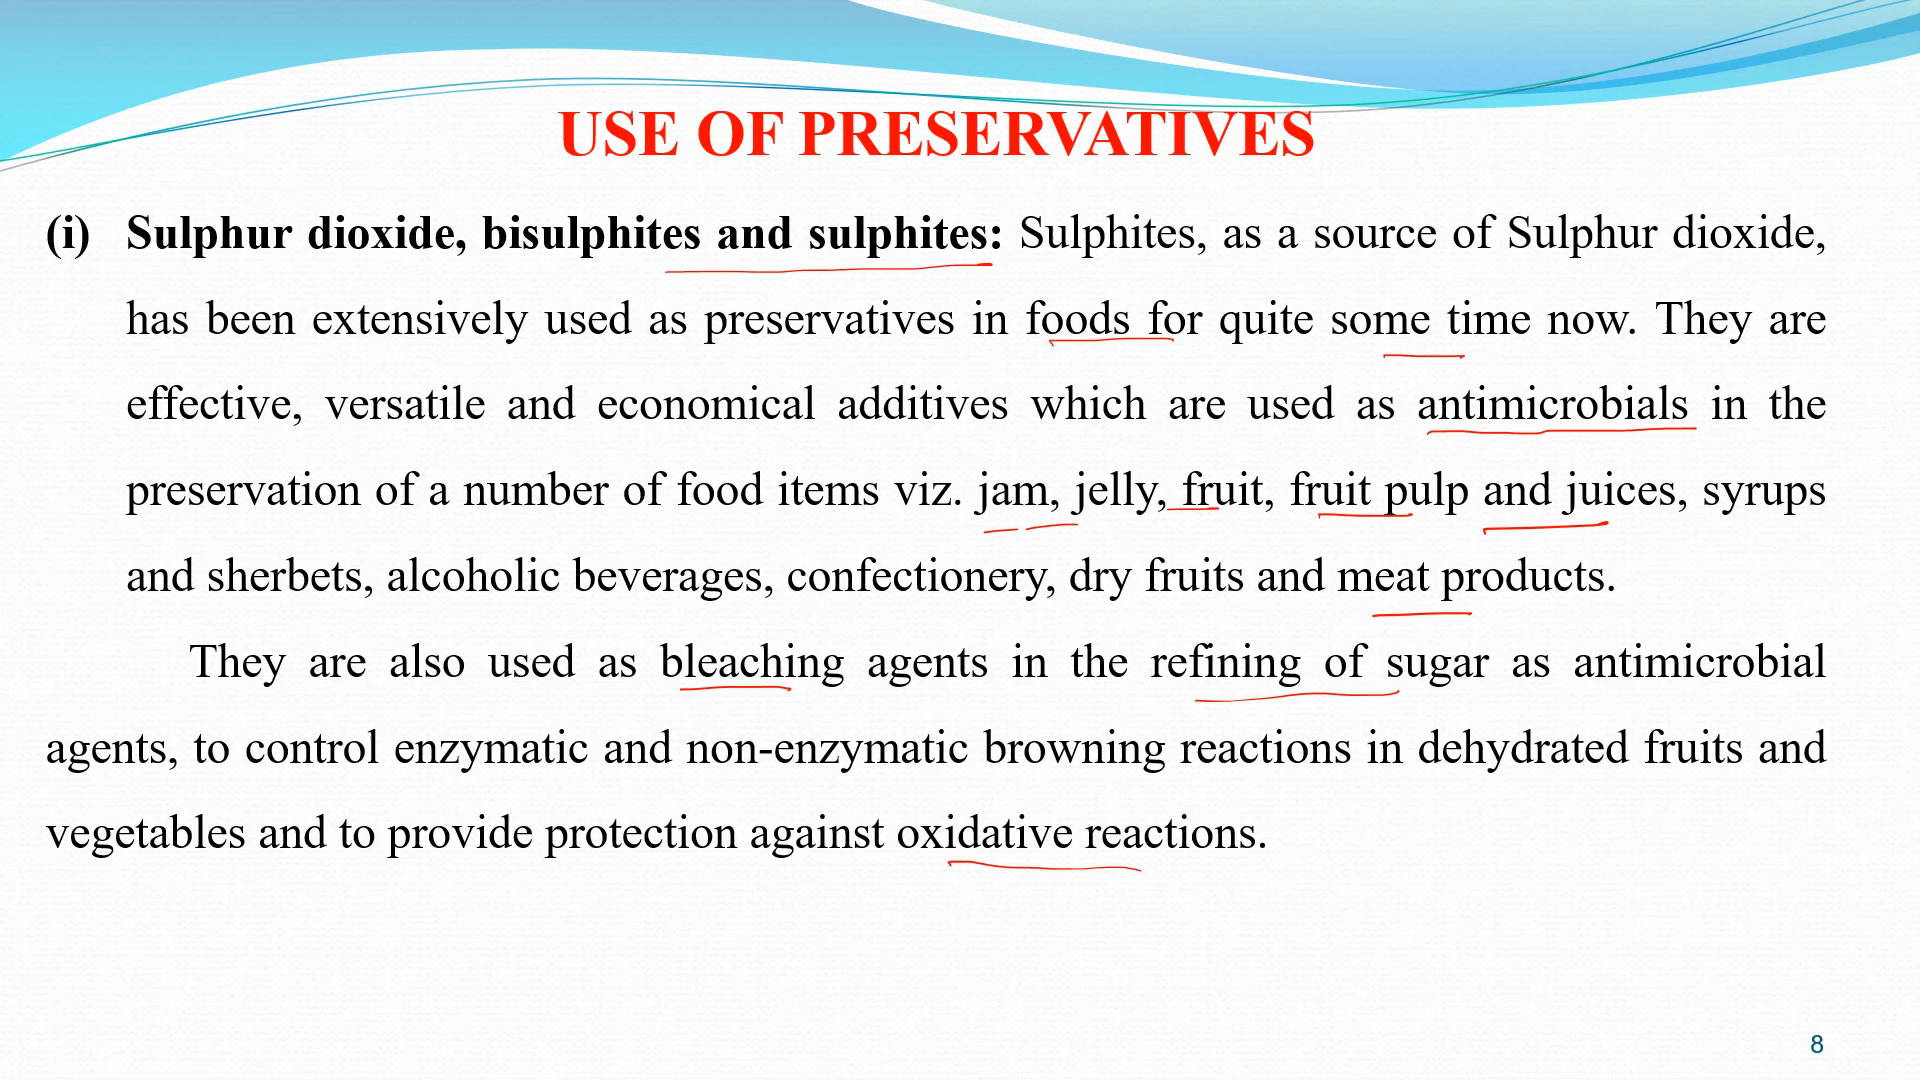 USE OF PRESERVATIVES
(i) Sulphur dioxide, bisulphites and sulphites: Sulphites, as a source of Sulphur dioxide,
has been extensively used as preservatives in foods for quite some time now. They are
effective, versatile and economical additives which are used as antimicrobials in the
preservation of a number of food items viz. jam, jelly, fruit, fruit pulp and juices, syrups
and sherbets, alcoholic beverages, confectionery, dry fruits and meat products.
They are also used as bleaching agents in the refining of sugar as antimicrobial
agents, to control enzymatic and non-enzymatic browning reactions in dehydrated fruits and
vegetables and to provide protection against oxidative reactions.
8